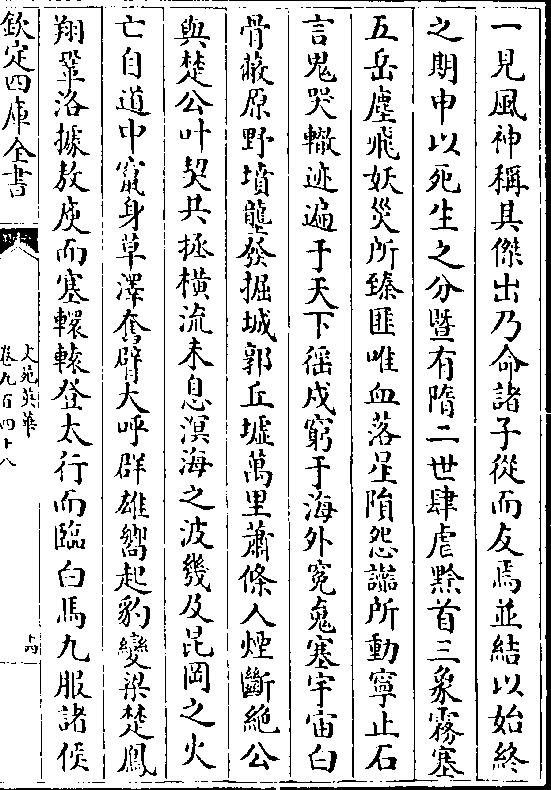 一見風神稱其傑出乃命諸子從而友焉並結以始終
之期申以死生之分暨有隋二世肆虐黔首三象霧塞
五岳塵飛妖災所臻匪唯血落星隕怨讟所動寧止石
言鬼哭轍迹遍于天下徭戍窮于海外冤魂塞宇宙白
骨蔽原野墳壟發掘城郭丘墟萬里蕭條人煙斷絕公
與楚公叶契共拯橫流未息溟海之波幾及昆岡之火
亡自道中竄身草澤奮臂大呼群雄嚮起豹變梁楚鳳
翔鞏洛據敖庾而塞轘轅登太行而臨白馬九服諸侯
欽定四庫全書
文苑英華
卷九百四十八
十四